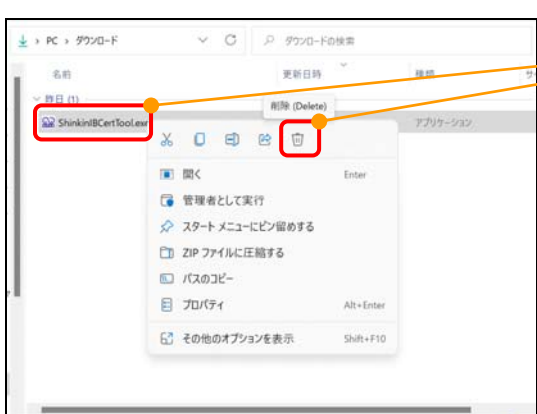 PC › ダウンロード ダウンロードの検索
名前 更新日時 種類 サ
昨日 (1)
削除 (Delete)
ShinkinIBCertTool.exe アプリケーション
開く Enter
管理者として実行
スタート メニューにピン留めする
ZIP ファイルに圧縮する
パスのコピー
プロパティ Alt+Enter
その他のオプションを表示 Shift+F10